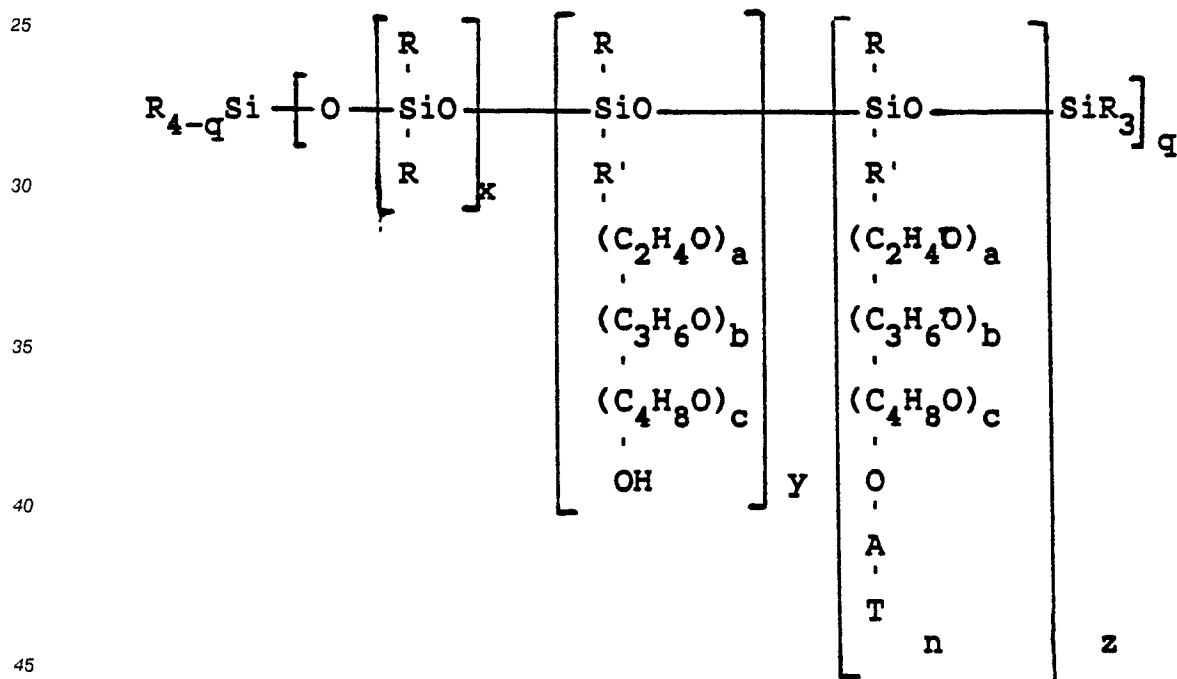 25
R R R
R4-qSi [ O SiO SiO SiO SiR3]q
30 R x R' R'
(C2H4O)a (C2H4O)a
35 (C3H6O)b (C3H6O)b
(C4H8O)c (C4H8O)c
OH y O
40
A
T
n z
45